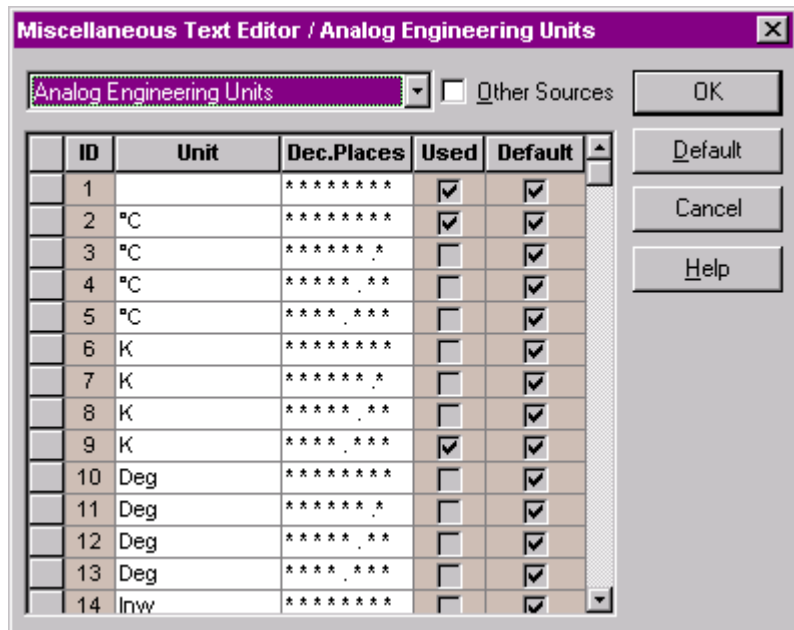 Miscellaneous Text Editor / Analog Engineering Units
Analog Engineering Units Other Sources OK
ID Unit Dec.Places Used Default Default
1 * * * * * * * *
2 °C * * * * * * * * Cancel
3 °C * * * * * * . *
4 °C * * * * * . * * Help
5 °C * * * * . * * *
6 K * * * * * * * *
7 K * * * * * * . *
8 K * * * * * . * *
9 K * * * * . * * *
10 Deg * * * * * * * *
11 Deg * * * * * * . *
12 Deg * * * * * . * *
13 Deg * * * * . * * *
14 * * * * * * * *